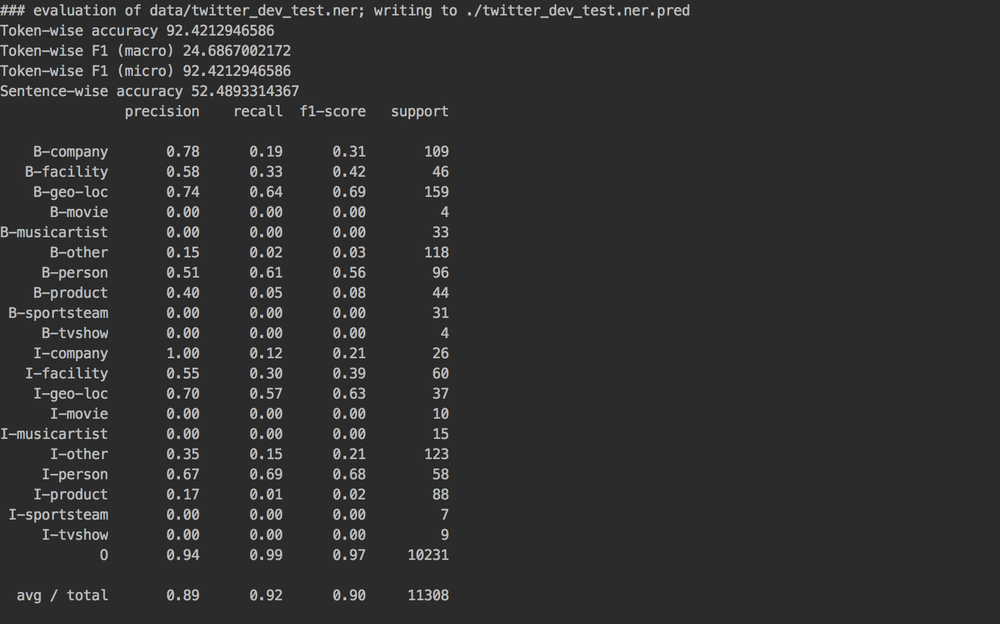 ### evaluation of data/twitter_dev_test.ner; writing to ./twitter_dev_test.ner.pred
Token-wise accuracy 92.4212946586
Token-wise F1 (macro) 24.6867002172
Token-wise F1 (micro) 92.4212946586
Sentence-wise accuracy 52.4893314367
precision recall f1-score support
B-company 0.78 0.19 0.31 109
B-facility 0.58 0.33 0.42 46
B-geo-loc 0.74 0.64 0.69 159
B-movie 0.00 0.00 0.00 4
B-musicartist 0.00 0.00 0.00 33
B-other 0.15 0.02 0.03 118
B-person 0.51 0.61 0.56 96
B-product 0.40 0.05 0.08 44
B-sportsteam 0.00 0.00 0.00 31
B-tvshow 0.00 0.00 0.00 4
I-company 1.00 0.12 0.21 26
I-facility 0.55 0.30 0.39 60
I-geo-loc 0.70 0.57 0.63 37
I-movie 0.00 0.00 0.00 10
I-musicartist 0.00 0.00 0.00 15
I-other 0.35 0.15 0.21 123
I-person 0.67 0.69 0.68 58
I-product 0.17 0.01 0.02 88
I-sportsteam 0.00 0.00 0.00 7
I-tvshow 0.00 0.00 0.00 9
O 0.94 0.99 0.97 10231
avg / total 0.89 0.92 0.90 11308